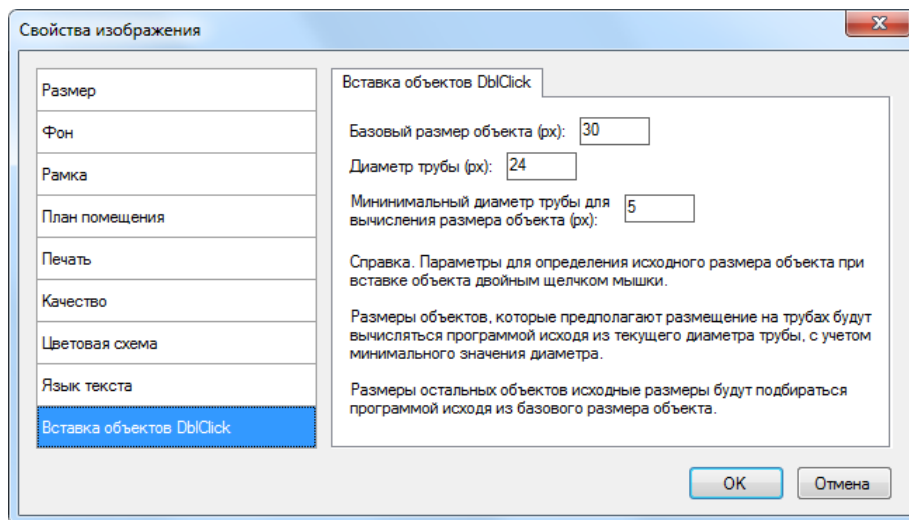 Свойства изображения
Размер
Фон
Рамка
План помещения
Печать
Качество
Цветовая схема
Язык текста
Вставка объектов DblClick
Вставка объектов DblClick
Базовый размер объекта (px): 30
Диаметр трубы (px): 24
Мининимальный диаметр трубы для
вычисления размера объекта (px): 5
Справка. Параметры для определения исходного размера объекта при
вставке объекта двойным щелчком мышки.
Размеры объектов, которые предполагают размещение на трубах будут
вычисляться программой исходя из текущего диаметра трубы, с учетом
минимального значения диаметра.
Размеры остальных объектов исходные размеры будут подбираться
программой исходя из базового размера объекта.
OK Отмена